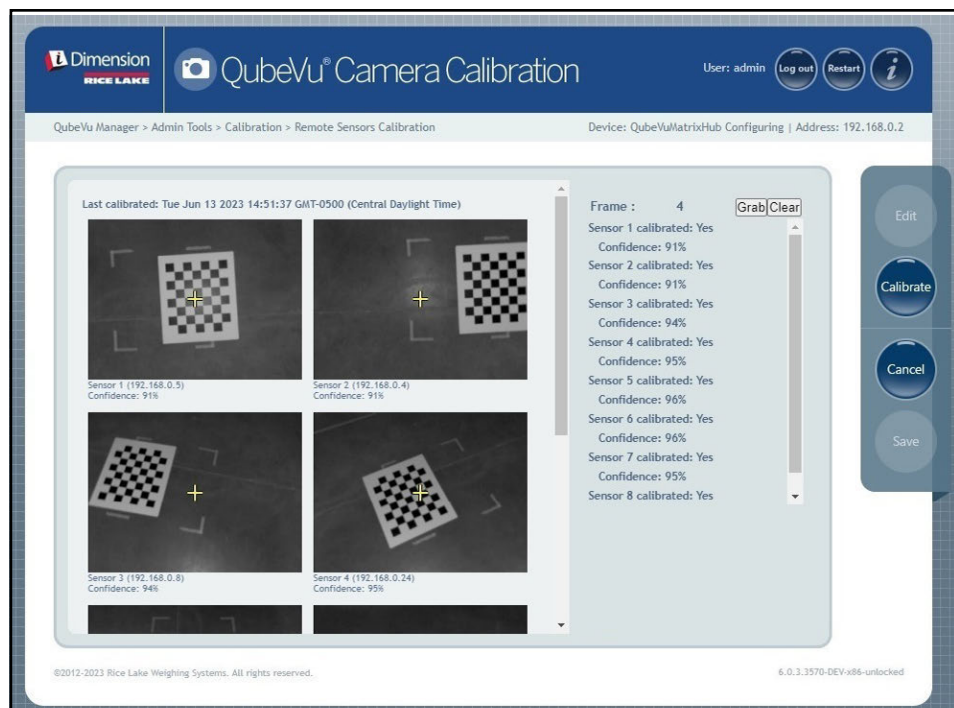 iDimension
RICE LAKE
QubeVu® Camera Calibration
User: admin
Log out
Restart
i
QubeVu Manager > Admin Tools > Calibration > Remote Sensors Calibration
Device: QubeVuMatrixHub Configuring | Address: 192.168.0.2
Last calibrated: Tue Jun 13 2023 14:51:37 GMT-0500 (Central Daylight Time)
Sensor 1 (192.168.0.5)
Confidence: 91%
Sensor 2 (192.168.0.4)
Confidence: 91%
Sensor 3 (192.168.0.8)
Confidence: 94%
Sensor 4 (192.168.0.24)
Confidence: 95%
Frame : 4
Grab
Clear
Sensor 1 calibrated: Yes
Confidence: 91%
Sensor 2 calibrated: Yes
Confidence: 91%
Sensor 3 calibrated: Yes
Confidence: 94%
Sensor 4 calibrated: Yes
Confidence: 95%
Sensor 5 calibrated: Yes
Confidence: 96%
Sensor 6 calibrated: Yes
Confidence: 96%
Sensor 7 calibrated: Yes
Confidence: 95%
Sensor 8 calibrated: Yes
Edit
Calibrate
Cancel
Save
©2012-2023 Rice Lake Weighing Systems. All rights reserved.
6.0.3.3570-DEV-x86-unlocked